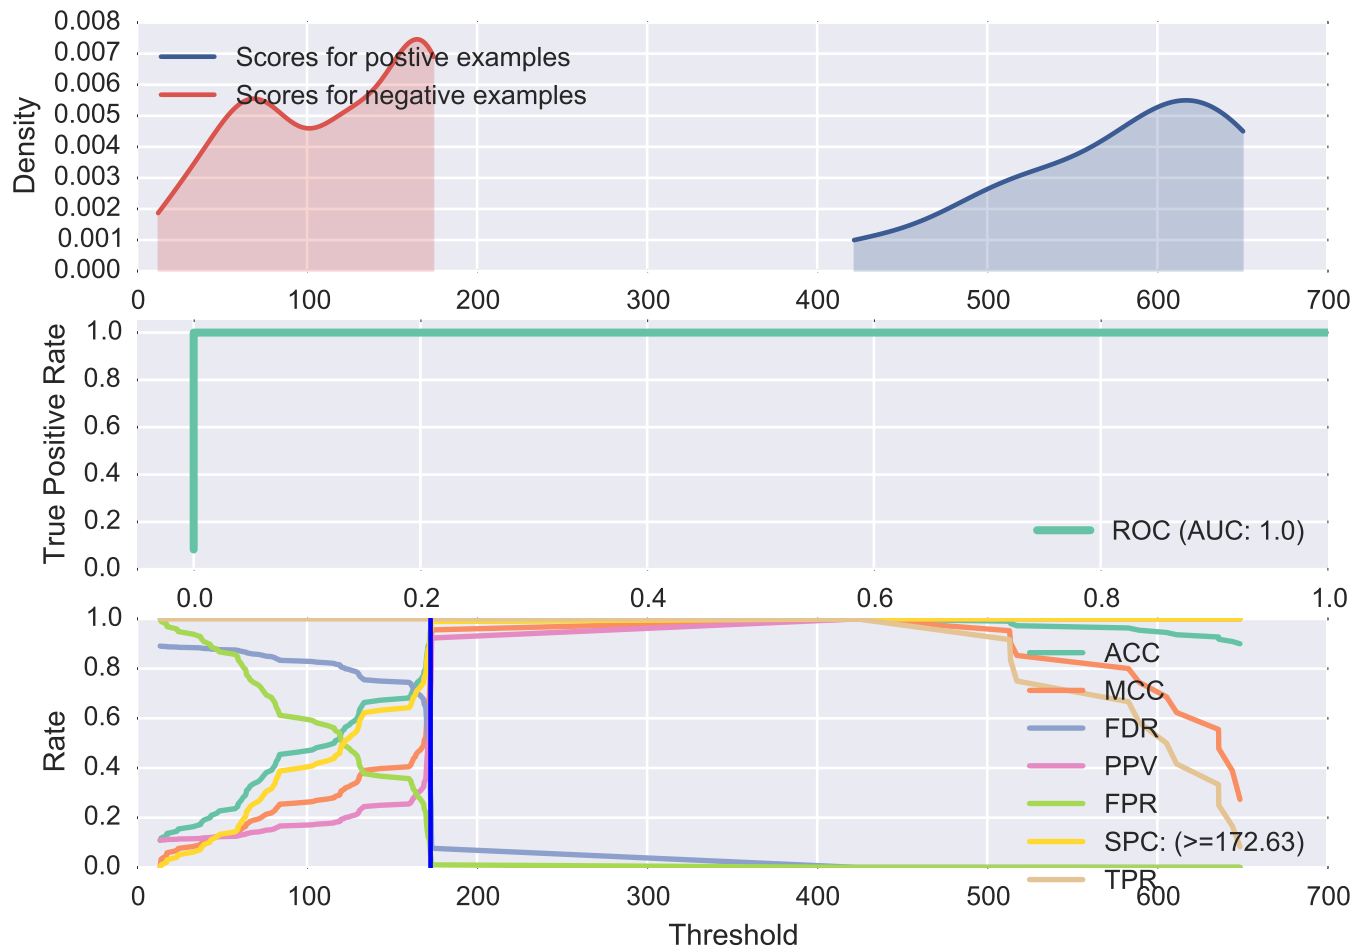 0.008
0.007
0.006
0.005
0.004
0.003
0.002
0.001
0.000
Density
Scores for postive examples
Scores for negative examples
0 100 200 300 400 500 600 700
1.0
0.8
0.6
0.4
0.2
0.0
True Positive Rate
ROC (AUC: 1.0)
0.0 0.2 0.4 0.6 0.8 1.0
1.0
0.8
0.6
0.4
0.2
0.0
Rate
ACC
MCC
FDR
PPV
FPR
SPC: (>=172.63)
TPR
0 100 200 300 400 500 600 700
Threshold